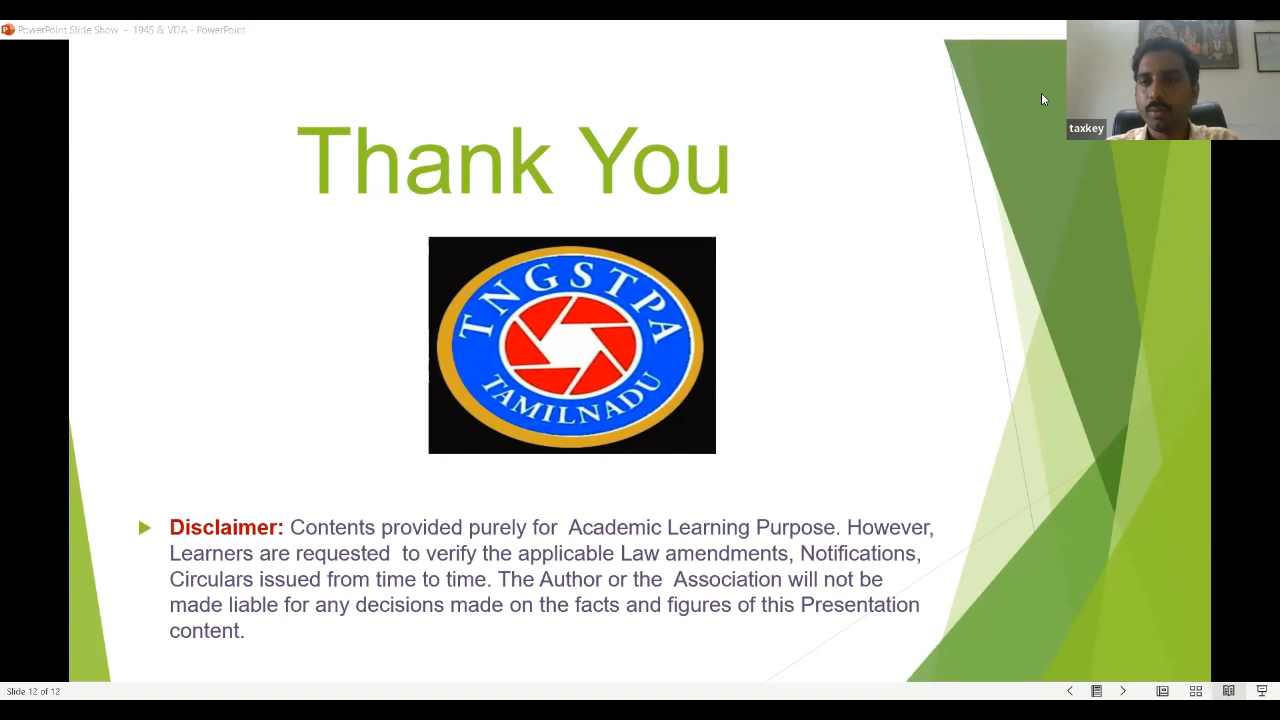 PowerPoint Slide Show - 194S & VDA - PowerPoint
taxkey
Thank You
TNGSTPA
TAMILNADU
Disclaimer: Contents provided purely for Academic Learning Purpose. However,
Learners are requested to verify the applicable Law amendments, Notifications,
Circulars issued from time to time. The Author or the Association will not be
made liable for any decisions made on the facts and figures of this Presentation
content.
Slide 12 of 12